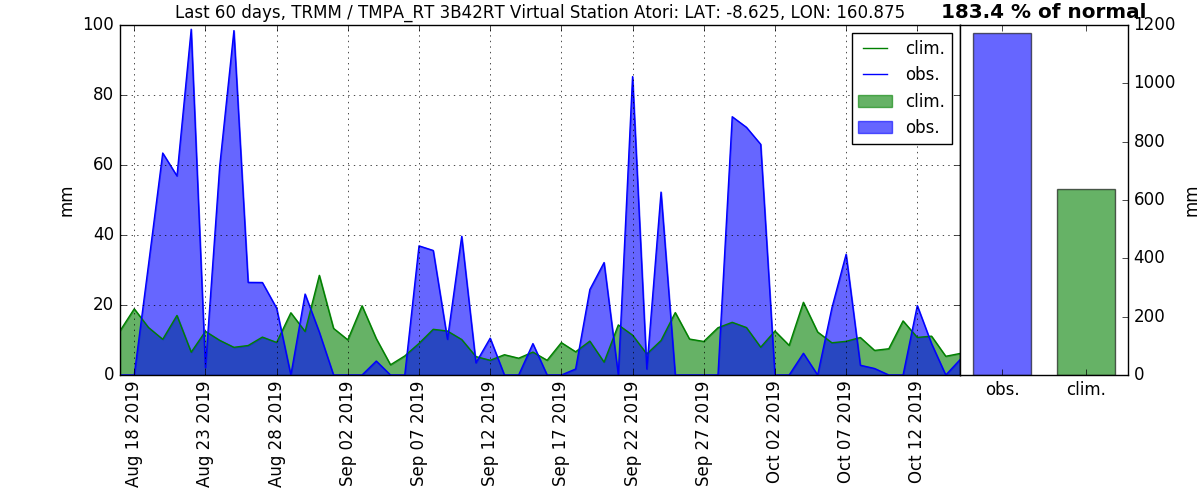 Last 60 days, TRMM / TMPA_RT 3B42RT Virtual Station Atori: LAT: -8.625, LON: 160.875
183.4 % of normal
100
80
60
40
20
0
mm
clim.
obs.
clim.
obs.
Aug 18 2019
Aug 23 2019
Aug 28 2019
Sep 02 2019
Sep 07 2019
Sep 12 2019
Sep 17 2019
Sep 22 2019
Sep 27 2019
Oct 02 2019
Oct 07 2019
Oct 12 2019
1200
1000
800
600
400
200
0
mm
obs.
clim.